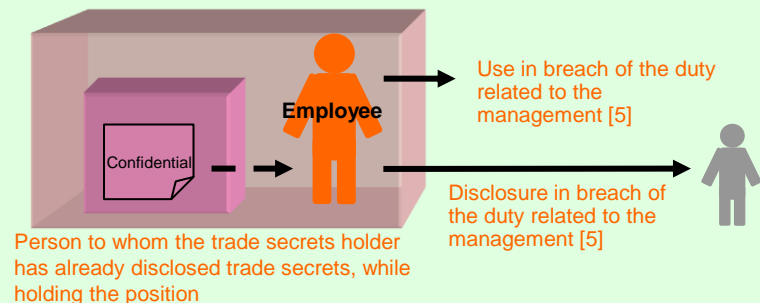 Confidential
Employee
Use in breach of the duty
related to the
management [5]
Disclosure in breach of
the duty related to the
management [5]
Person to whom the trade secrets holder
has already disclosed trade secrets, while
holding the position